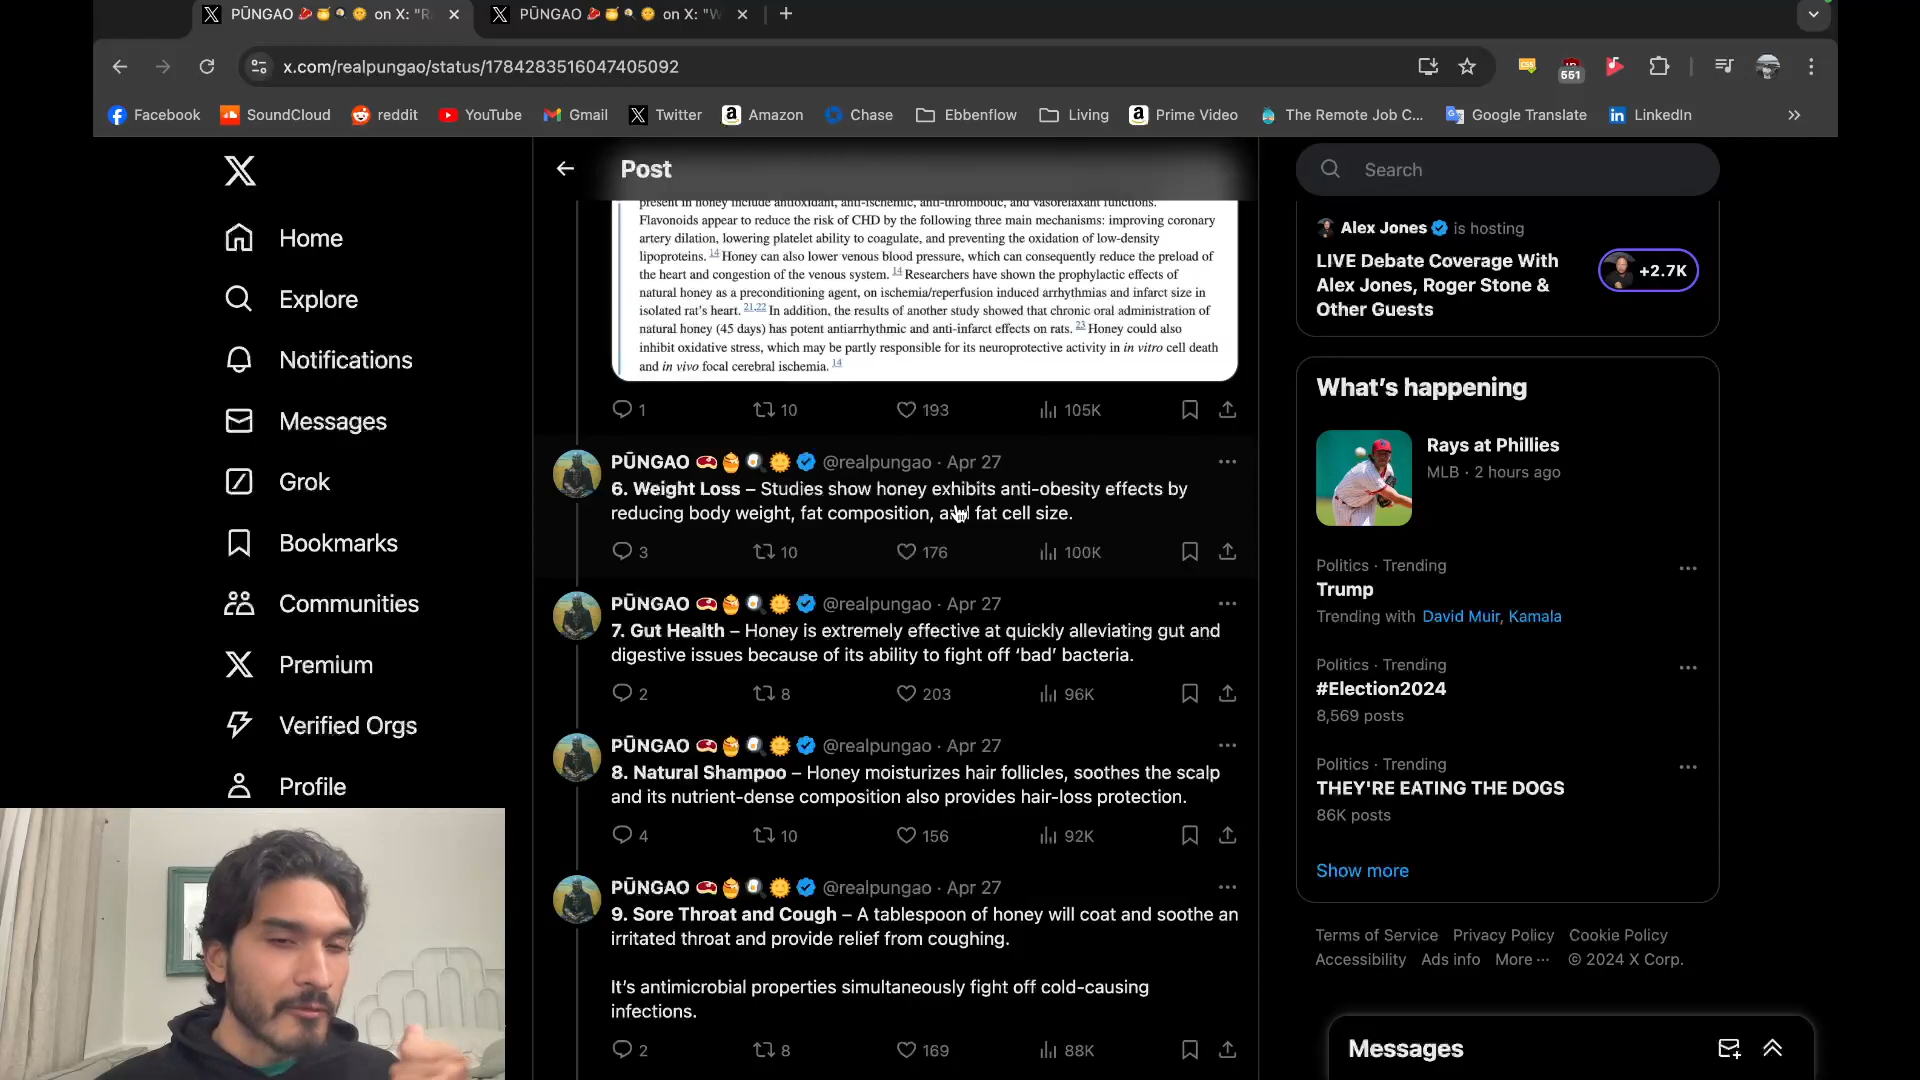 PŪNGAO 🥩🍯🍳🌞 on X: "R
PŪNGAO 🥩🍯🍳🌞 on X: "W
x.com/realpungao/status/1784283516047405092
551
Facebook
SoundCloud
reddit
YouTube
Gmail
Twitter
Amazon
Chase
Ebbenflow
Living
Prime Video
The Remote Job C...
Google Translate
LinkedIn
Home
Explore
Notifications
Messages
Grok
Bookmarks
Communities
Premium
Verified Orgs
Profile
Post
present in honey include antioxidant, anti-ischemic, anti-thrombotic, and vasorelaxant functions.
Flavonoids appear to reduce the risk of CHD by the following three main mechanisms: improving coronary
artery dilation, lowering platelet ability to coagulate, and preventing the oxidation of low-density
lipoproteins. 14 Honey can also lower venous blood pressure, which can consequently reduce the preload of
the heart and congestion of the venous system. 14 Researchers have shown the prophylactic effects of
natural honey as a preconditioning agent, on ischemia/reperfusion induced arrhythmias and infarct size in
isolated rat's heart. 21,22 In addition, the results of another study showed that chronic oral administration of
natural honey (45 days) has potent antiarrhythmic and anti-infarct effects on rats. 23 Honey could also
inhibit oxidative stress, which may be partly responsible for its neuroprotective activity in in vitro cell death
and in vivo focal cerebral ischemia. 14
1 10 193 105K
PŪNGAO 🥩🍯🍳🌞 @realpungao · Apr 27
6. Weight Loss – Studies show honey exhibits anti-obesity effects by
reducing body weight, fat composition, and fat cell size.
3 10 176 100K
PŪNGAO 🥩🍯🍳🌞 @realpungao · Apr 27
7. Gut Health – Honey is extremely effective at quickly alleviating gut and
digestive issues because of its ability to fight off ‘bad’ bacteria.
2 8 203 96K
PŪNGAO 🥩🍯🍳🌞 @realpungao · Apr 27
8. Natural Shampoo – Honey moisturizes hair follicles, soothes the scalp
and its nutrient-dense composition also provides hair-loss protection.
4 10 156 92K
PŪNGAO 🥩🍯🍳🌞 @realpungao · Apr 27
9. Sore Throat and Cough – A tablespoon of honey will coat and soothe an
irritated throat and provide relief from coughing.
It’s antimicrobial properties simultaneously fight off cold-causing
infections.
2 8 169 88K
Search
Alex Jones is hosting
LIVE Debate Coverage With
Alex Jones, Roger Stone &
Other Guests
+2.7K
What’s happening
Rays at Phillies
MLB · 2 hours ago
Politics · Trending
Trump
Trending with David Muir, Kamala
Politics · Trending
#Election2024
8,569 posts
Politics · Trending
THEY'RE EATING THE DOGS
86K posts
Show more
Terms of Service Privacy Policy Cookie Policy
Accessibility Ads info More ··· © 2024 X Corp.
Messages